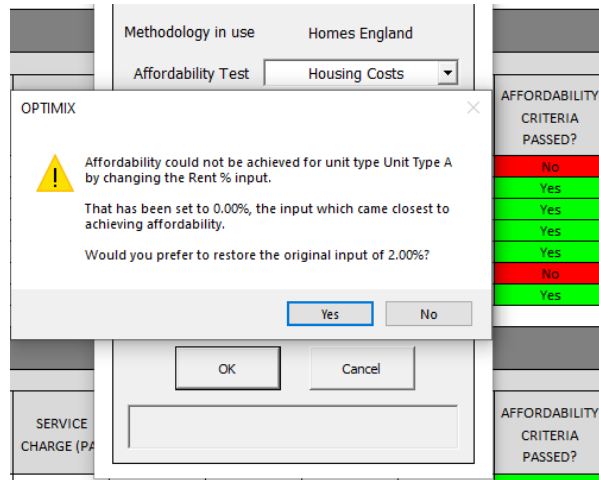 Methodology in use Homes England
Affordability Test Housing Costs
OPTIMIX
Affordability could not be achieved for unit type Unit Type A
by changing the Rent % input.
That has been set to 0.00%, the input which came closest to
achieving affordability.
Would you prefer to restore the original input of 2.00%?
Yes No
AFFORDABILITY
CRITERIA
PASSED?
No
Yes
Yes
Yes
Yes
No
Yes
OK Cancel
SERVICE
CHARGE (PA
AFFORDABILITY
CRITERIA
PASSED?